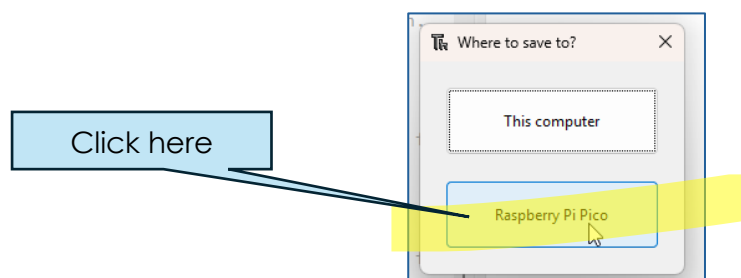 Where to save to?
This computer
Click here
Raspberry Pi Pico